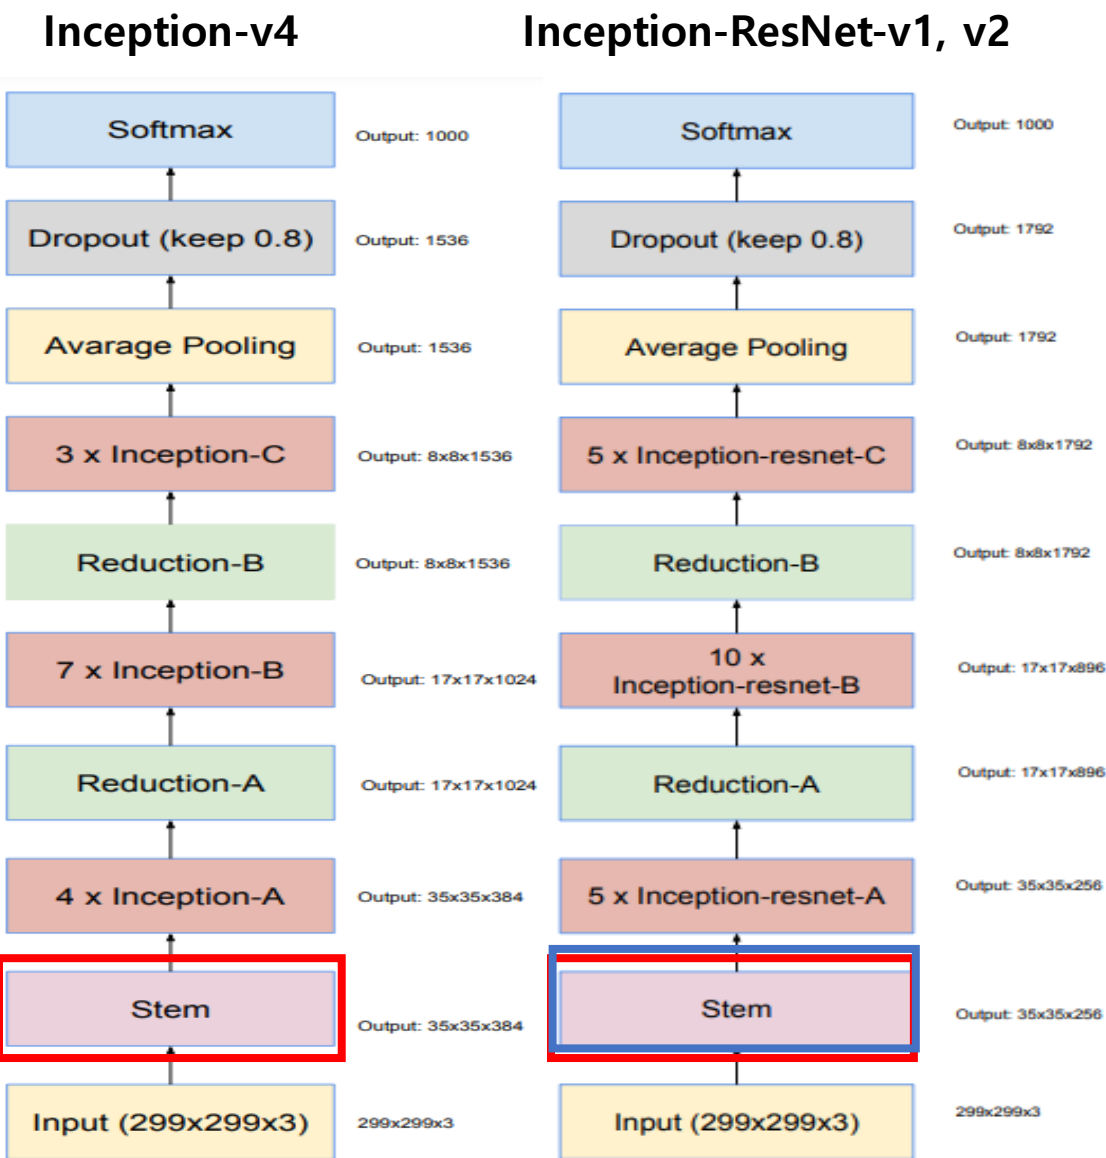 Inception-v4
Inception-ResNet-v1, v2
Softmax
Output: 1000
Dropout (keep 0.8)
Output: 1536
Avarage Pooling
Output: 1536
3 x Inception-C
Output: 8x8x1536
Reduction-B
Output: 8x8x1536
7 x Inception-B
Output: 17x17x1024
Reduction-A
Output: 17x17x1024
4 x Inception-A
Output: 35x35x384
Stem
Output: 35x35x384
Input (299x299x3)
299x299x3
Softmax
Output: 1000
Dropout (keep 0.8)
Output: 1792
Average Pooling
Output: 1792
5 x Inception-resnet-C
Output: 8x8x1792
Reduction-B
Output: 8x8x1792
10 x
Inception-resnet-B
Output: 17x17x896
Reduction-A
Output: 17x17x896
5 x Inception-resnet-A
Output: 35x35x256
Stem
Output: 35x35x256
Input (299x299x3)
299x299x3